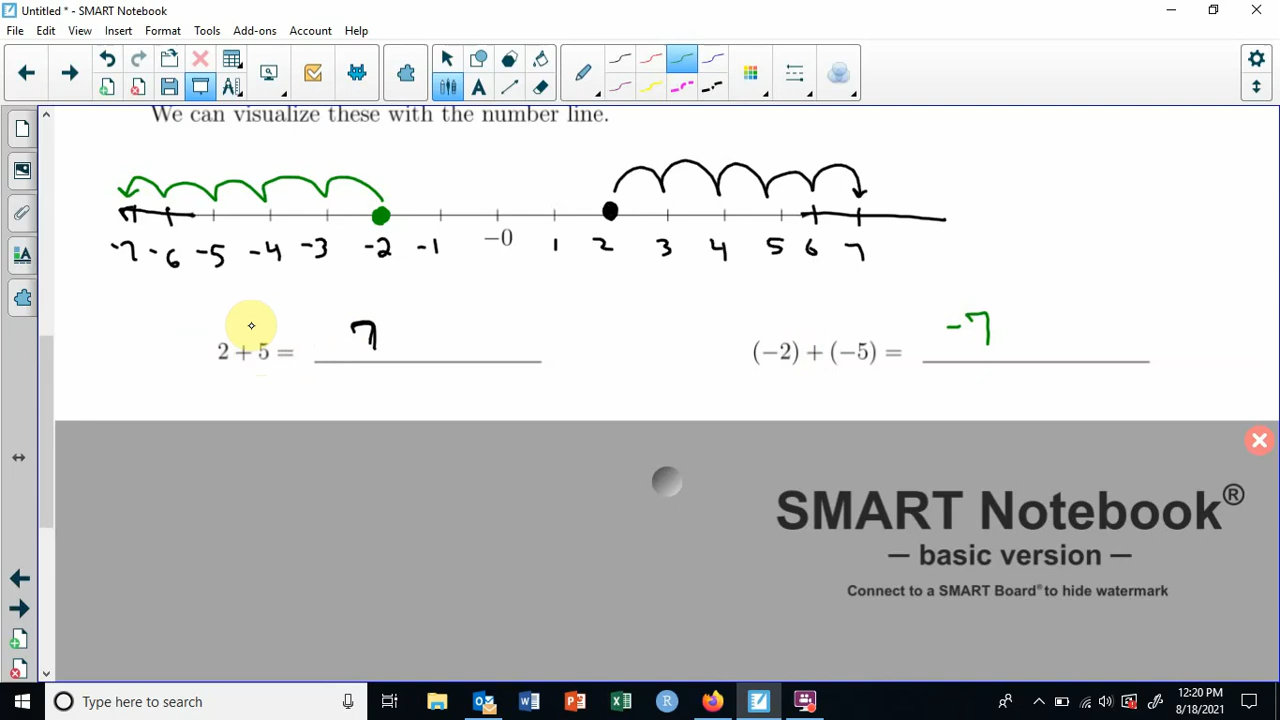 Untitled * - SMART Notebook
File Edit View Insert Format Tools Add-ons Account Help
We can visualize these with the number line.
-7 -6 -5 -4 -3 -2 -1 −0 1 2 3 4 5 6 7
2 + 5 = 7
(−2) + (−5) = -7
SMART Notebook®
— basic version —
Connect to a SMART Board® to hide watermark
Type here to search
12:20 PM
8/18/2021